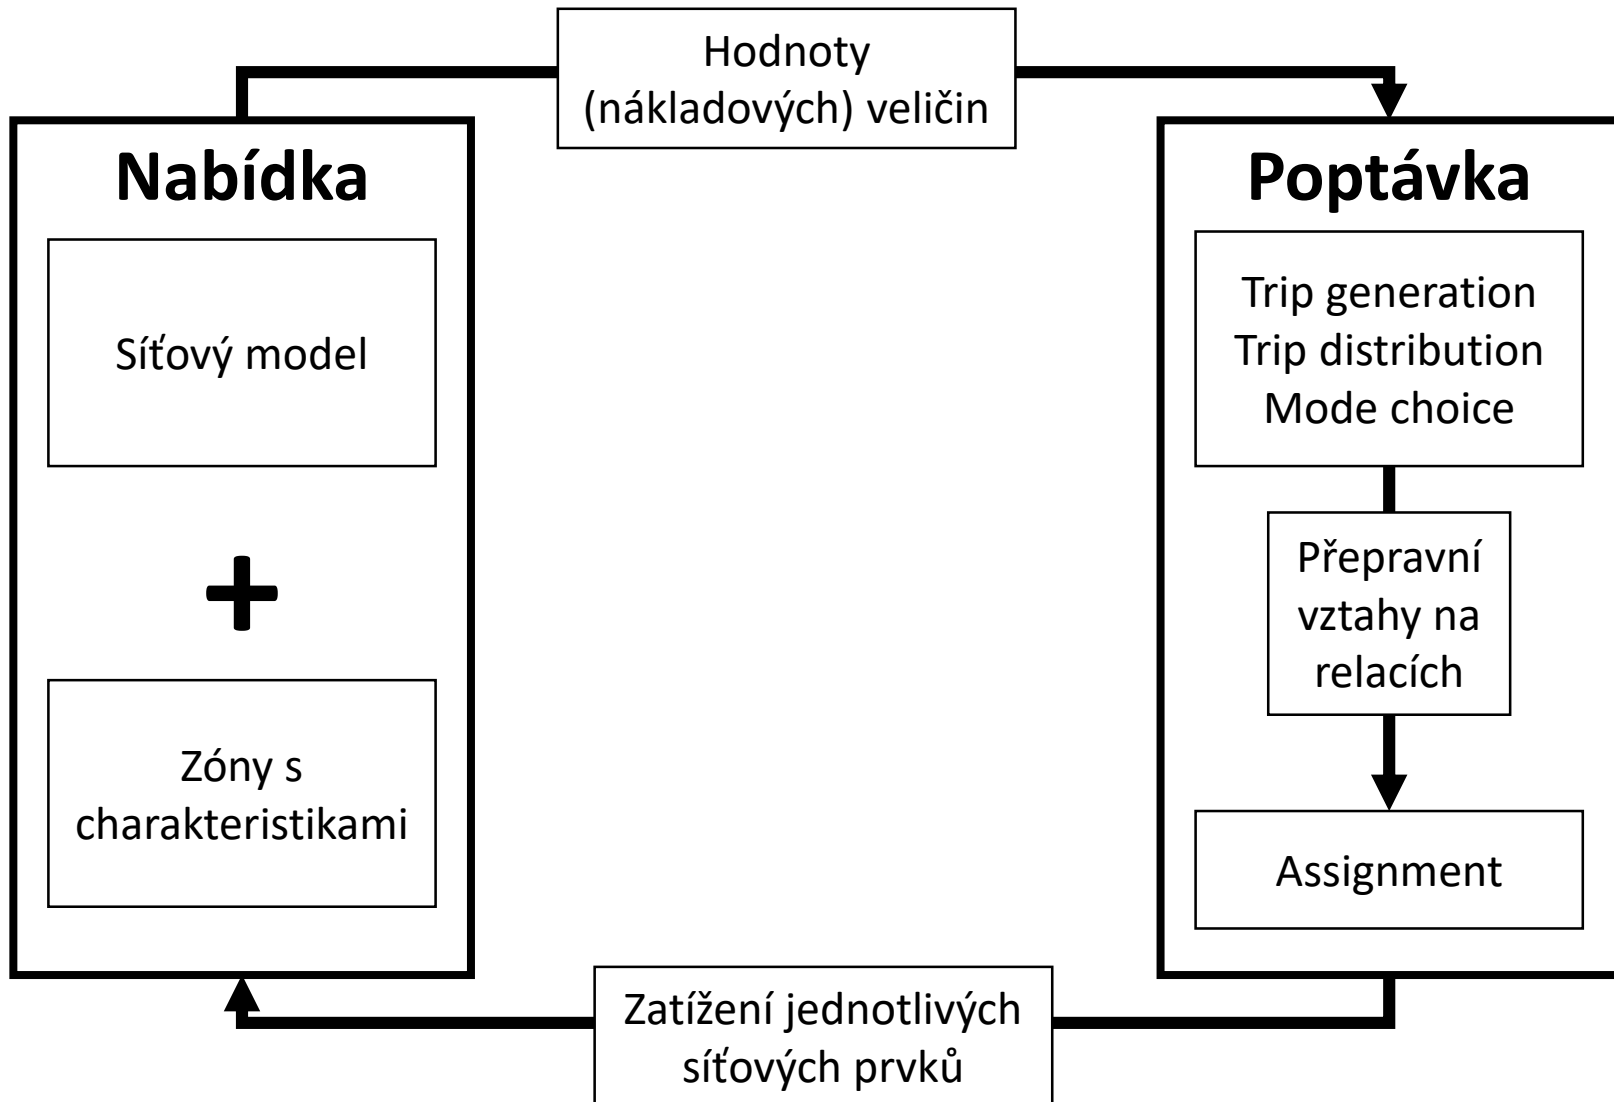 Hodnoty
(nákladových) veličin
Nabídka
Síťový model
+
Zóny s
charakteristikami
Poptávka
Trip generation
Trip distribution
Mode choice
Přepravní
vztahy na
relacích
Assignment
Zatížení jednotlivých
síťových prvků